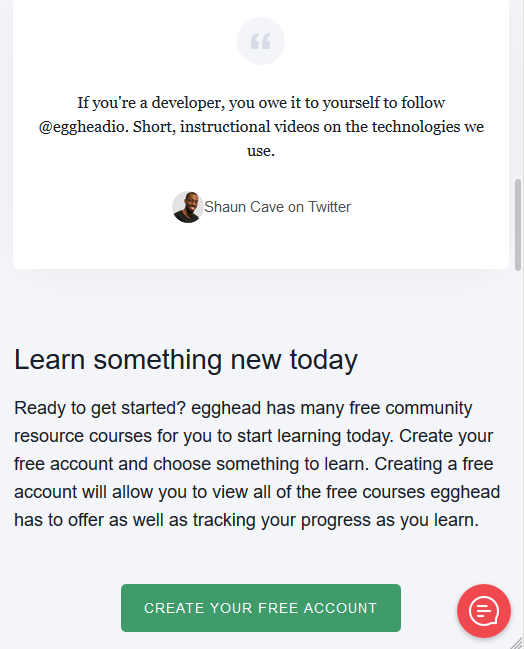 “
If you're a developer, you owe it to yourself to follow
@eggheadio. Short, instructional videos on the technologies we
use.
Shaun Cave on Twitter
Learn something new today
Ready to get started? egghead has many free community
resource courses for you to start learning today. Create your
free account and choose something to learn. Creating a free
account will allow you to view all of the free courses egghead
has to offer as well as tracking your progress as you learn.
CREATE YOUR FREE ACCOUNT